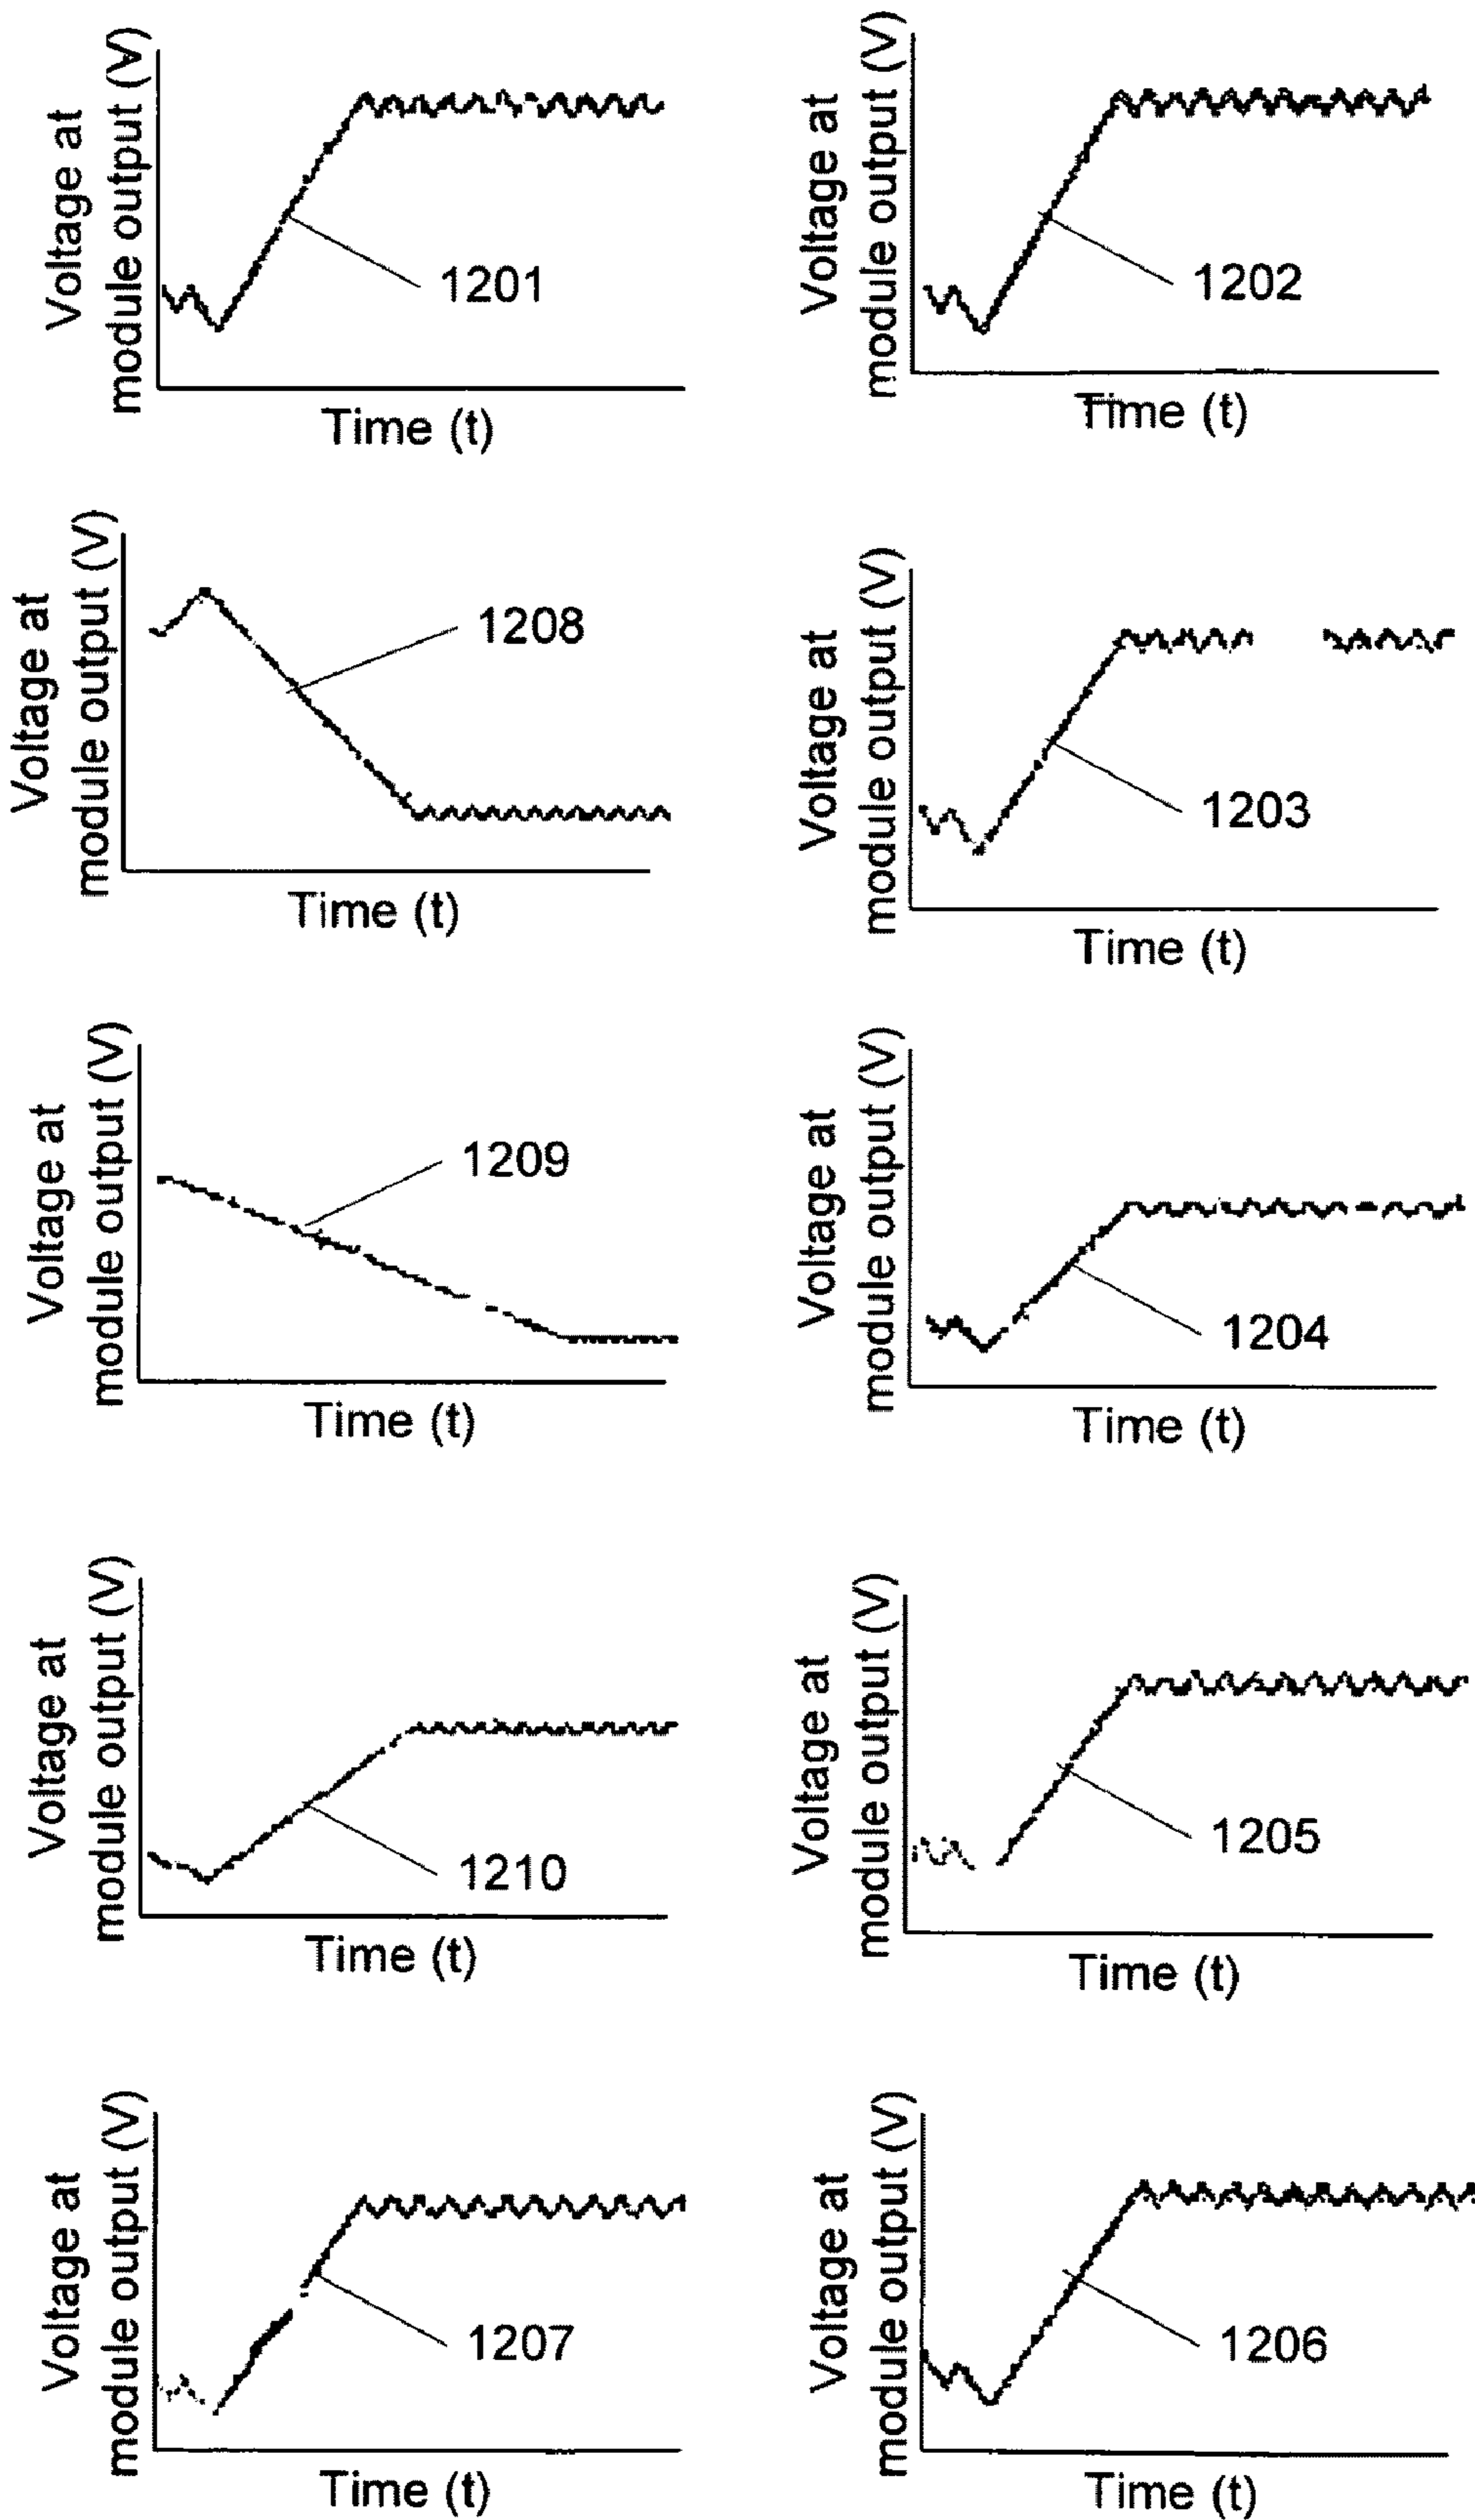 Voltage at
module output (V)
1201
Time (t)
Voltage at
module output (V)
1202
Time (t)
Voltage at
module output (V)
1208
Time (t)
Voltage at
module output (V)
1203
Time (t)
Voltage at
module output (V)
1209
Time (t)
Voltage at
module output (V)
1204
Time (t)
Voltage at
module output (V)
1210
Time (t)
Voltage at
module output (V)
1205
Time (t)
Voltage at
module output (V)
1207
Time (t)
Voltage at
module output (V)
1206
Time (t)